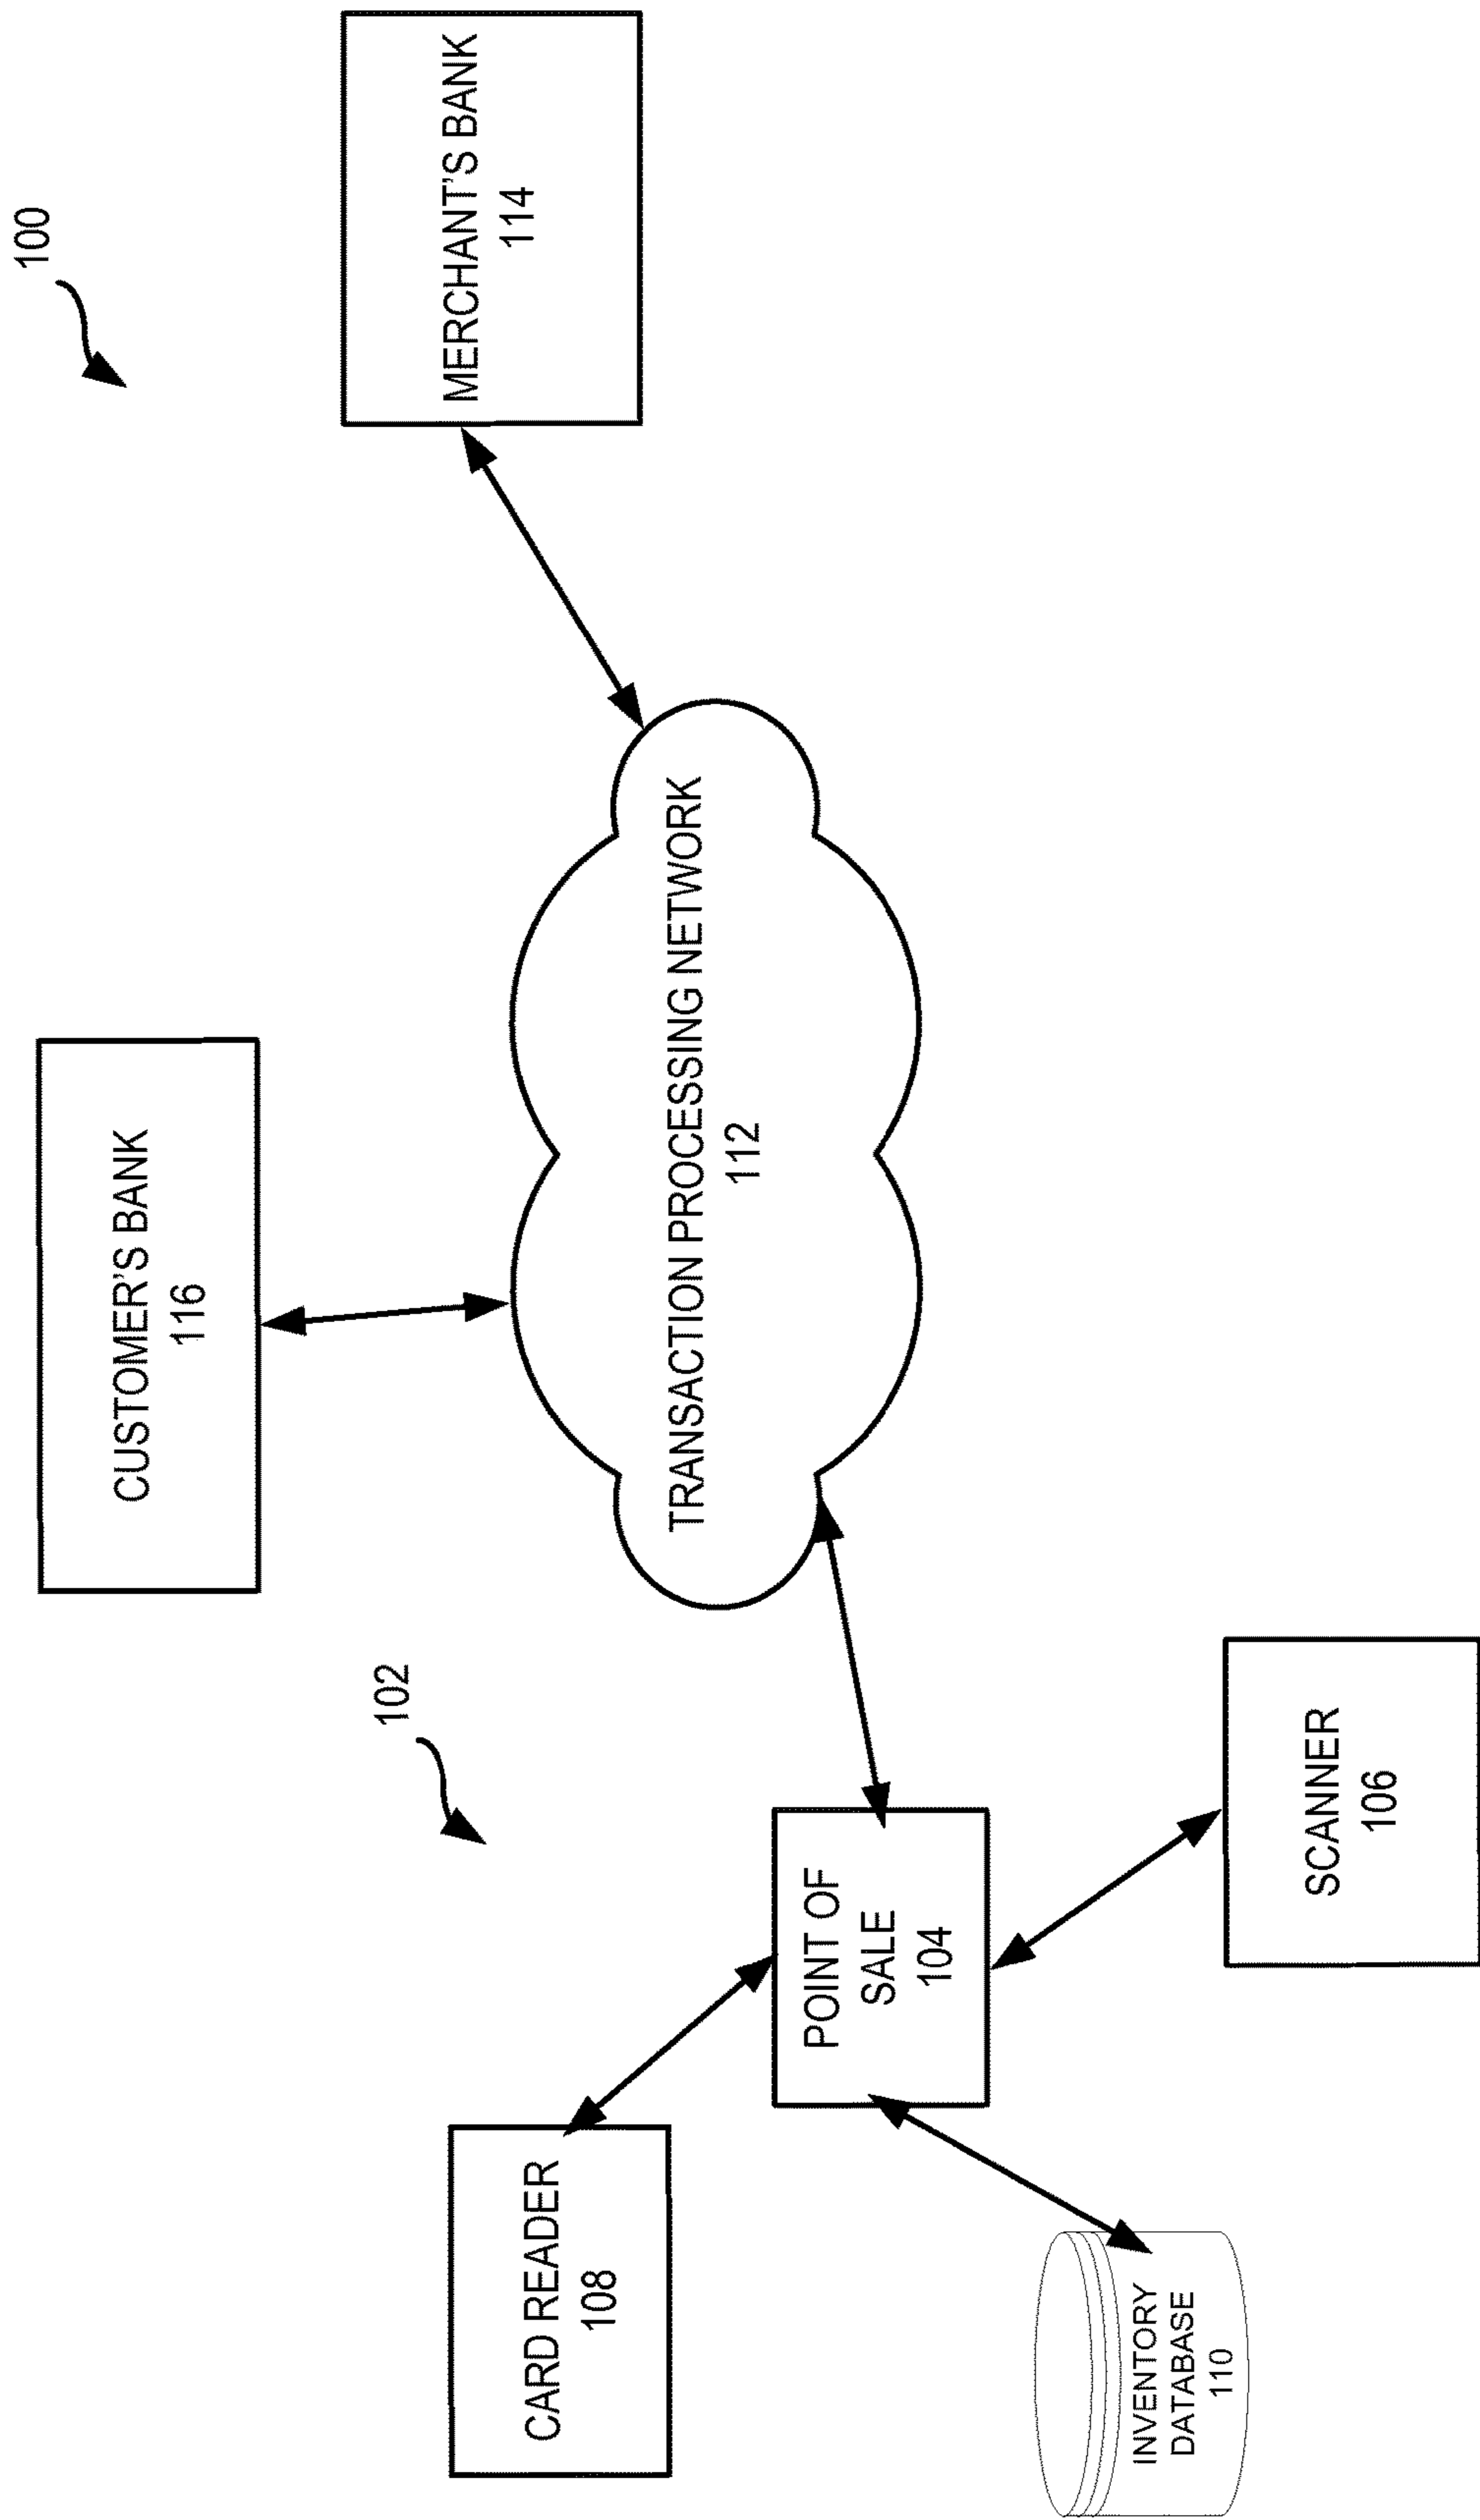 100
CUSTOMER'S BANK
116
MERCHANT'S BANK
114
102
CARD READER
108
TRANSACTION PROCESSING NETWORK
112
POINT OF
SALE
104
INVENTORY
DATABASE
110
SCANNER
106